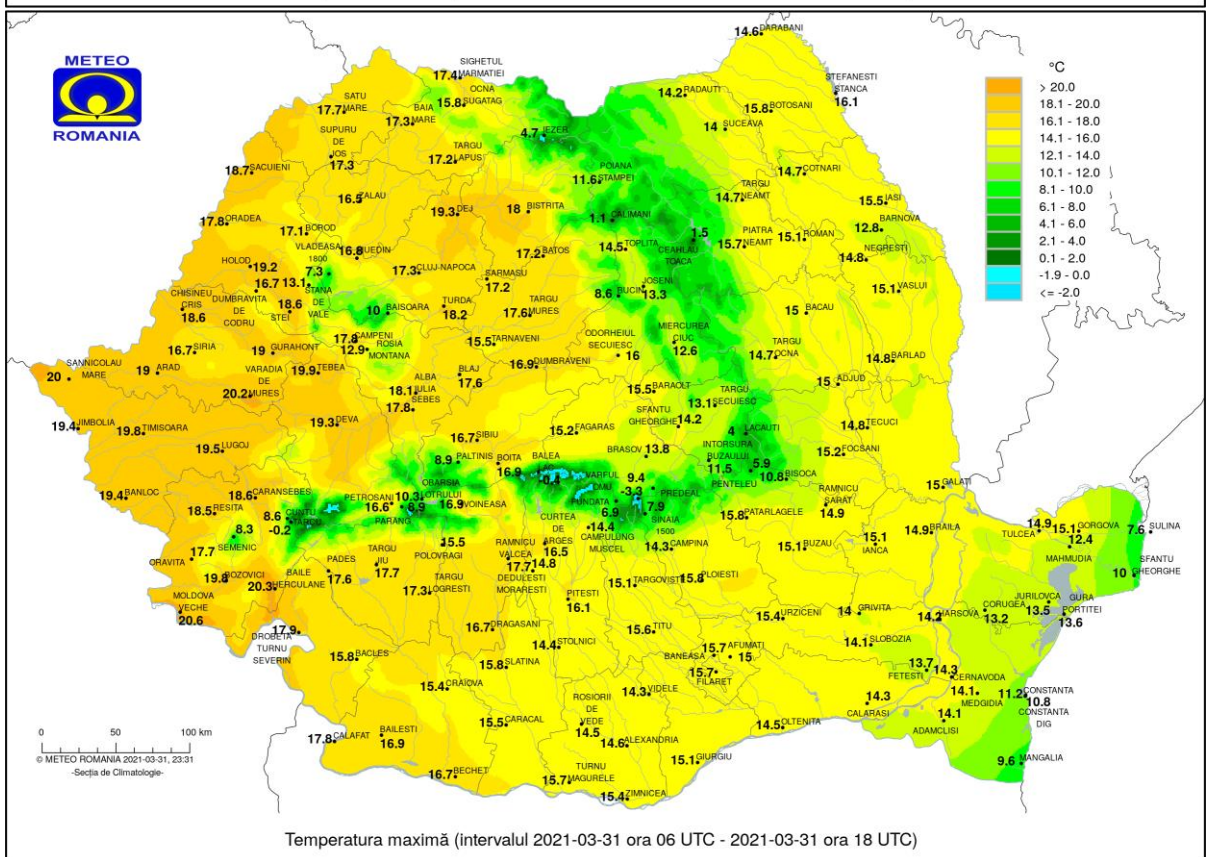 METEO
ROMANIA
°C
> 20.0
18.1 - 20.0
16.1 - 18.0
14.1 - 16.0
12.1 - 14.0
10.1 - 12.0
8.1 - 10.0
6.1 - 8.0
4.1 - 6.0
2.1 - 4.0
0.1 - 2.0
-1.9 - 0.0
<= -2.0
14.6 DARABANI
17.4 SIGHETUL MARMATIEI
15.8 OCNA SUGATAG
14.2 RADAUTI
STEFANESTI STANCA 16.1
17.7 SATU MARE
17.3 BAIA MARE
15.8 BOTOSANI
14 SUCEAVA
4.7 IEZER
SUPURU DE JOS 17.3
17.2 TARGU LAPUS
18.7 SACUIENI
11.6 POIANA STAMPEI
14.7 COTNARI
16.5 ZALAU
19.3 DEJ
18 BISTRITA
14.7 TARGU NEAMT
15.5 IASI
17.8 ORADEA
17.1 BOROD
1.1 CALIMANI
1.5 CEAHLAU TOACA
15.7 PIATRA NEAMT
15.1 ROMAN
12.8 BARNOVA
VLADEASA 1800 7.3
16.8 HUEDIN
17.2 BATOS
14.5 TOPLITA
14.8 NEGRESTI
HOLOD 19.2
16.7 DUMBRAVITA DE CODRU
13.1 STANA DE VALE
17.3 CLUJ-NAPOCA
SARMASU 17.2
8.6 BUCIN
JOSENI 13.3
15.1 VASLUI
CHISINEU CRIS 18.6
18.6 STEI
10 BAISOARA
TURDA 18.2
TARGU MURES 17.6
15 BACAU
17.8 CAMPENI
12.9 ROSIA MONTANA
15.5 TARNAVENI
ODORHEIUL SECUIESC 16
MIERCUREA CIUC 12.6
14.7 TARGU OCNA
14.8 BARLAD
16.7 SIRIA
19 GURAHONT
20 SANNICOLAU MARE
19 ARAD
19.9 TEBEA
BLAJ 17.6
16.9 DUMBRAVENI
15 ADJUD
VARADIA DE MURES 20.2
18.1 ALBA IULIA
17.8 SEBES
15.5 BARAOLT
13.1 TARGU SECUIESC
19.4 JIMBOLIA
19.8 TIMISOARA
19.3 DEVA
SFANTU GHEORGHE 14.2
14.8 TECUCI
19.5 LUGOJ
16.7 SIBIU
15.2 FAGARAS
4 LACAUTI
15.2 FOCSANI
8.9 PALTINIS
BOITA 16.9
BALEA -0.4
BRASOV 13.8
INTORSURA BUZAULUI 11.5
5.9 PENTELEU
10.8 BISOCA
15 GALATI
19.4 BANLOC
18.6 CARANSEBES
PETROSANI 16.6
OBARSIA LOTRULUI 10.3
16.9 VOINEASA
VARFUL OMU -3.3
9.4 PREDEAL
FUNDATA 6.9
7.9 SINAIA 1500
RAMNICU SARAT 14.9
18.5 RESITA
8.6 CUNTU
-0.2 TARCU
8.9 PARANG
CURTEA DE ARGES 16.5
14.4 CAMPULUNG MUSCEL
15.8 PATARLAGELE
14.9 BRAILA
14.9 TULCEA
15.1 GORGOVA
7.6 SULINA
8.3 SEMENIC
15.5 POLOVRAGI
14.3 CAMPINA
15.1 BUZAU
15.1 IANCA
12.4 MAHMUDIA
ORAVITA 17.7
PADES 17.6
TARGU JIU 17.7
RAMNICU VALCEA 17.7
14.8 DEDULESTI MORARESTI
10 SFANTU GHEORGHE
19.8 BOZOVICI
20.3 BAILE HERCULANE
17.3 TARGU LOGRESTI
PITESTI 16.1
15.1 TARGOVISTE
15.8 PLOIESTI
MOLDOVA VECHE 20.6
15.4 URZICENI
14 GRIVITA
14.2 HARSOVA
CORUGEA 13.2
JURILOVCA 13.5
GURA PORTITEI 13.6
17.9 DROBETA TURNU SEVERIN
16.7 DRAGASANI
15.6 TITU
14.4 STOLNICI
14.1 SLOBOZIA
15.8 BACLES
15.8 SLATINA
BANEASA 15.7
AFUMATI 15
15.7 FILARET
13.7 FETESTI
14.3 CERNAVODA
15.4 CRAIOVA
14.3 VIDELE
14.3 CALARASI
14.1 MEDGIDIA
11.2 CONSTANTA
10.8 CONSTANTA DIG
15.5 CARACAL
ROSIORII DE VEDE 14.5
14.5 OLTENITA
14.1 ADAMCLISI
17.8 CALAFAT
BAILESTI 16.9
14.6 ALEXANDRIA
15.1 GIURGIU
9.6 MANGALIA
16.7 BECHET
15.7 TURNU MAGURELE
15.4 ZIMNICEA
0 50 100 km
© METEO ROMANIA 2021-03-31, 23:31
-Secția de Climatologie-
Temperatura maximă (intervalul 2021-03-31 ora 06 UTC - 2021-03-31 ora 18 UTC)